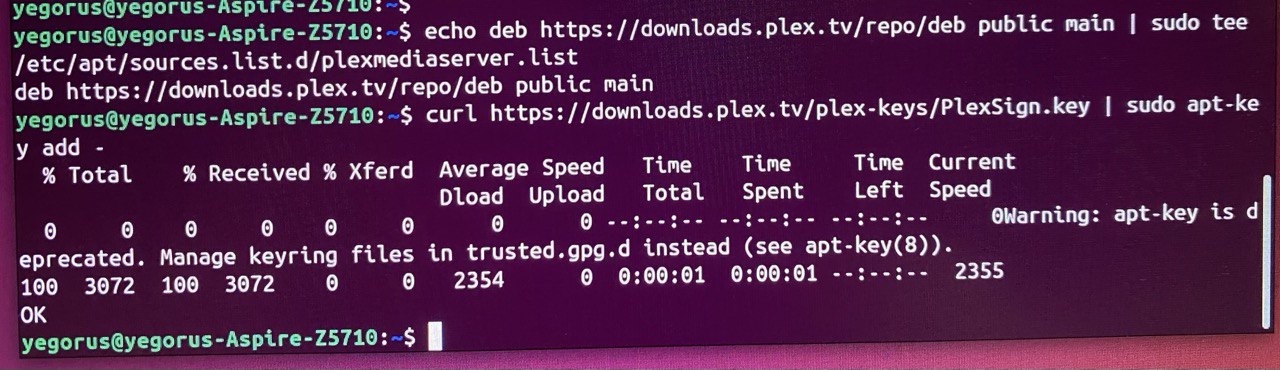 yegorus@yegorus-Aspire-Z5710:~$
yegorus@yegorus-Aspire-Z5710:~$ echo deb https://downloads.plex.tv/repo/deb public main | sudo tee
/etc/apt/sources.list.d/plexmediaserver.list
deb https://downloads.plex.tv/repo/deb public main
yegorus@yegorus-Aspire-Z5710:~$ curl https://downloads.plex.tv/plex-keys/PlexSign.key | sudo apt-ke
y add -
% Total % Received % Xferd Average Speed Time Time Time Current
Dload Upload Total Spent Left Speed
0 0 0 0 0 0 0 0 --:--:-- --:--:-- --:--:-- 0Warning: apt-key is d
eprecated. Manage keyring files in trusted.gpg.d instead (see apt-key(8)).
100 3072 100 3072 0 0 2354 0 0:00:01 0:00:01 --:--:-- 2355
OK
yegorus@yegorus-Aspire-Z5710:~$